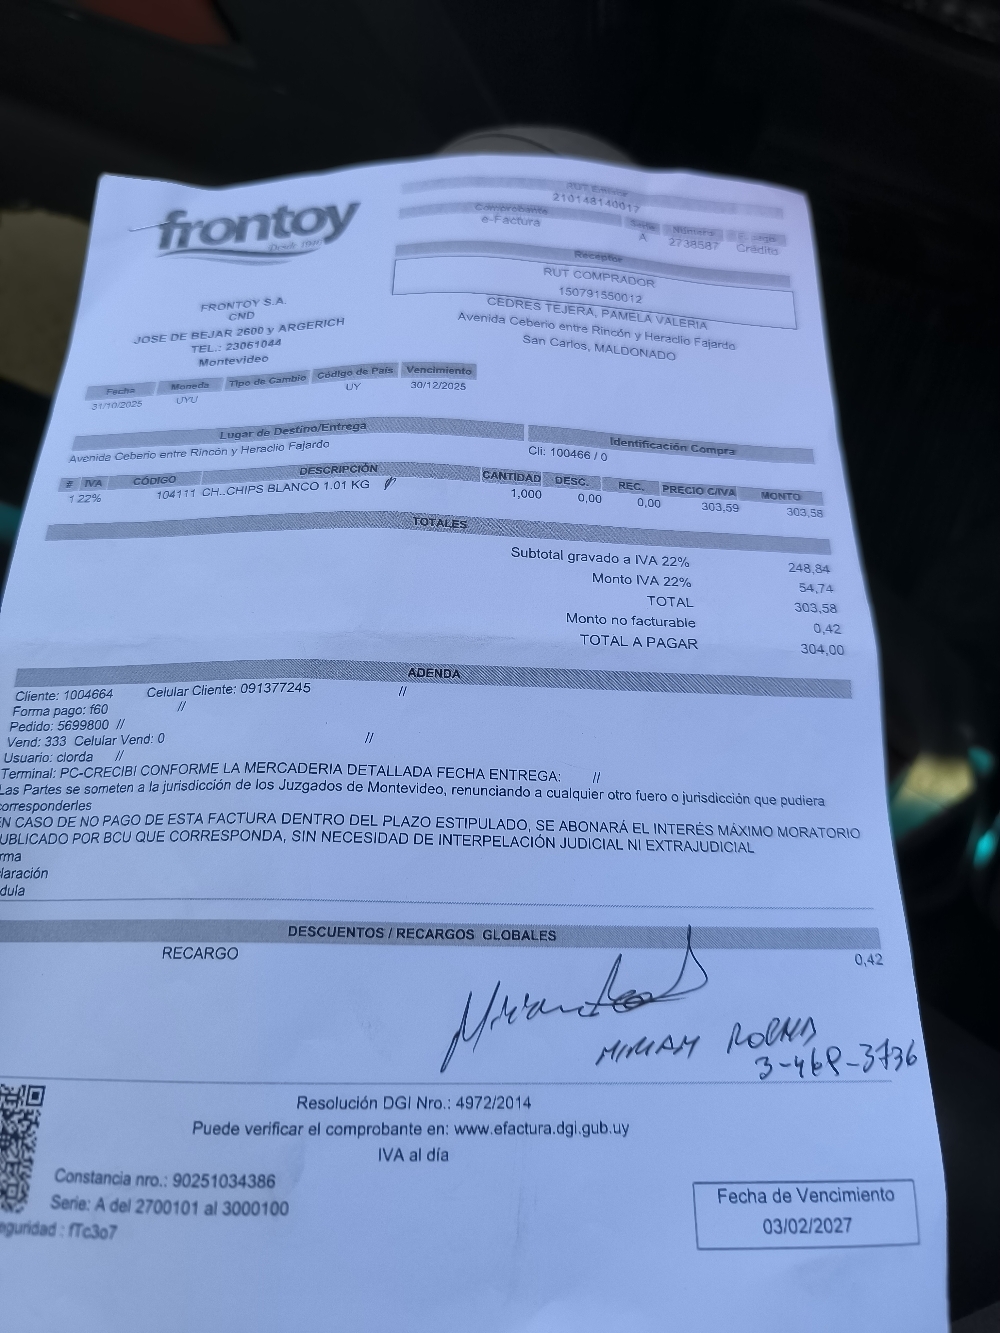 frontoy
Desde 1947
RUT Emisor
210148140017
Comprobante Serie Número F. pago
e-Factura A 2738587 Crédito
Receptor
RUT COMPRADOR
150791550012
CEDRES TEJERA, PAMELA VALERIA
Avenida Ceberio entre Rincón y Heraclio Fajardo
San Carlos, MALDONADO
FRONTOY S.A.
CND
JOSE DE BEJAR 2600 y ARGERICH
TEL.: 23061044
Montevideo
Fecha Moneda Tipo de Cambio Código de País Vencimiento
31/10/2025 UYU UY 30/12/2025
Lugar de Destino/Entrega Identificación Compra
Avenida Ceberio entre Rincón y Heraclio Fajardo Cli: 100466 / 0
# IVA CÓDIGO DESCRIPCIÓN CANTIDAD DESC. REC. PRECIO C/IVA MONTO
1 22% 104111 CH..CHIPS BLANCO 1.01 KG 1,000 0,00 0,00 303,59 303,58
TOTALES
Subtotal gravado a IVA 22% 248,84
Monto IVA 22% 54,74
TOTAL 303,58
Monto no facturable 0,42
TOTAL A PAGAR 304,00
ADENDA
Cliente: 1004664 Celular Cliente: 091377245 //
Forma pago: f60 //
Pedido: 5699800 //
Vend: 333 Celular Vend: 0 //
Usuario: clorda //
Terminal: PC-CRECIBI CONFORME LA MERCADERIA DETALLADA FECHA ENTREGA: //
Las Partes se someten a la jurisdicción de los Juzgados de Montevideo, renunciando a cualquier otro fuero o jurisdicción que pudiera
corresponderles
EN CASO DE NO PAGO DE ESTA FACTURA DENTRO DEL PLAZO ESTIPULADO, SE ABONARÁ EL INTERÉS MÁXIMO MORATORIO
UBLICADO POR BCU QUE CORRESPONDA, SIN NECESIDAD DE INTERPELACIÓN JUDICIAL NI EXTRAJUDICIAL
rma
laración
dula
DESCUENTOS / RECARGOS GLOBALES
RECARGO 0,42
MIRIAM
3-468-3736
Resolución DGI Nro.: 4972/2014
Puede verificar el comprobante en: www.efactura.dgi.gub.uy
IVA al día
Constancia nro.: 90251034386
Serie: A del 2700101 al 3000100
eguridad : fTc3o7
Fecha de Vencimiento
03/02/2027